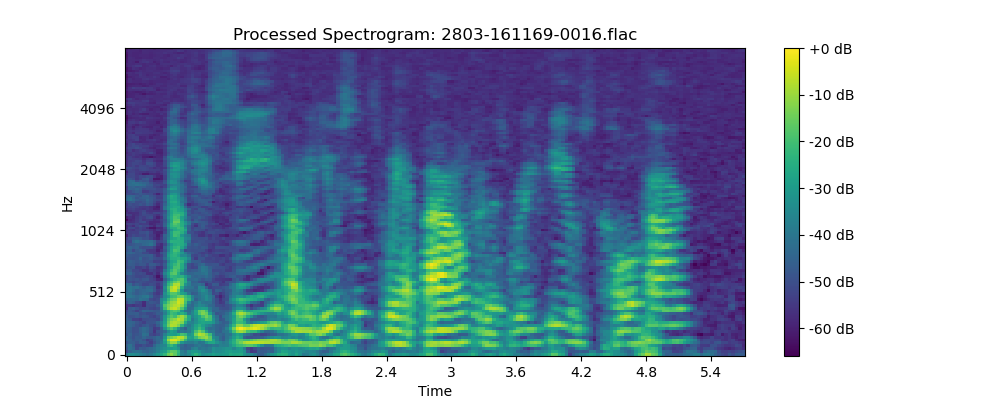 Processed Spectrogram: 2803-161169-0016.flac
Hz
4096
2048
1024
512
0
0 0.6 1.2 1.8 2.4 3 3.6 4.2 4.8 5.4
Time
+0 dB
-10 dB
-20 dB
-30 dB
-40 dB
-50 dB
-60 dB